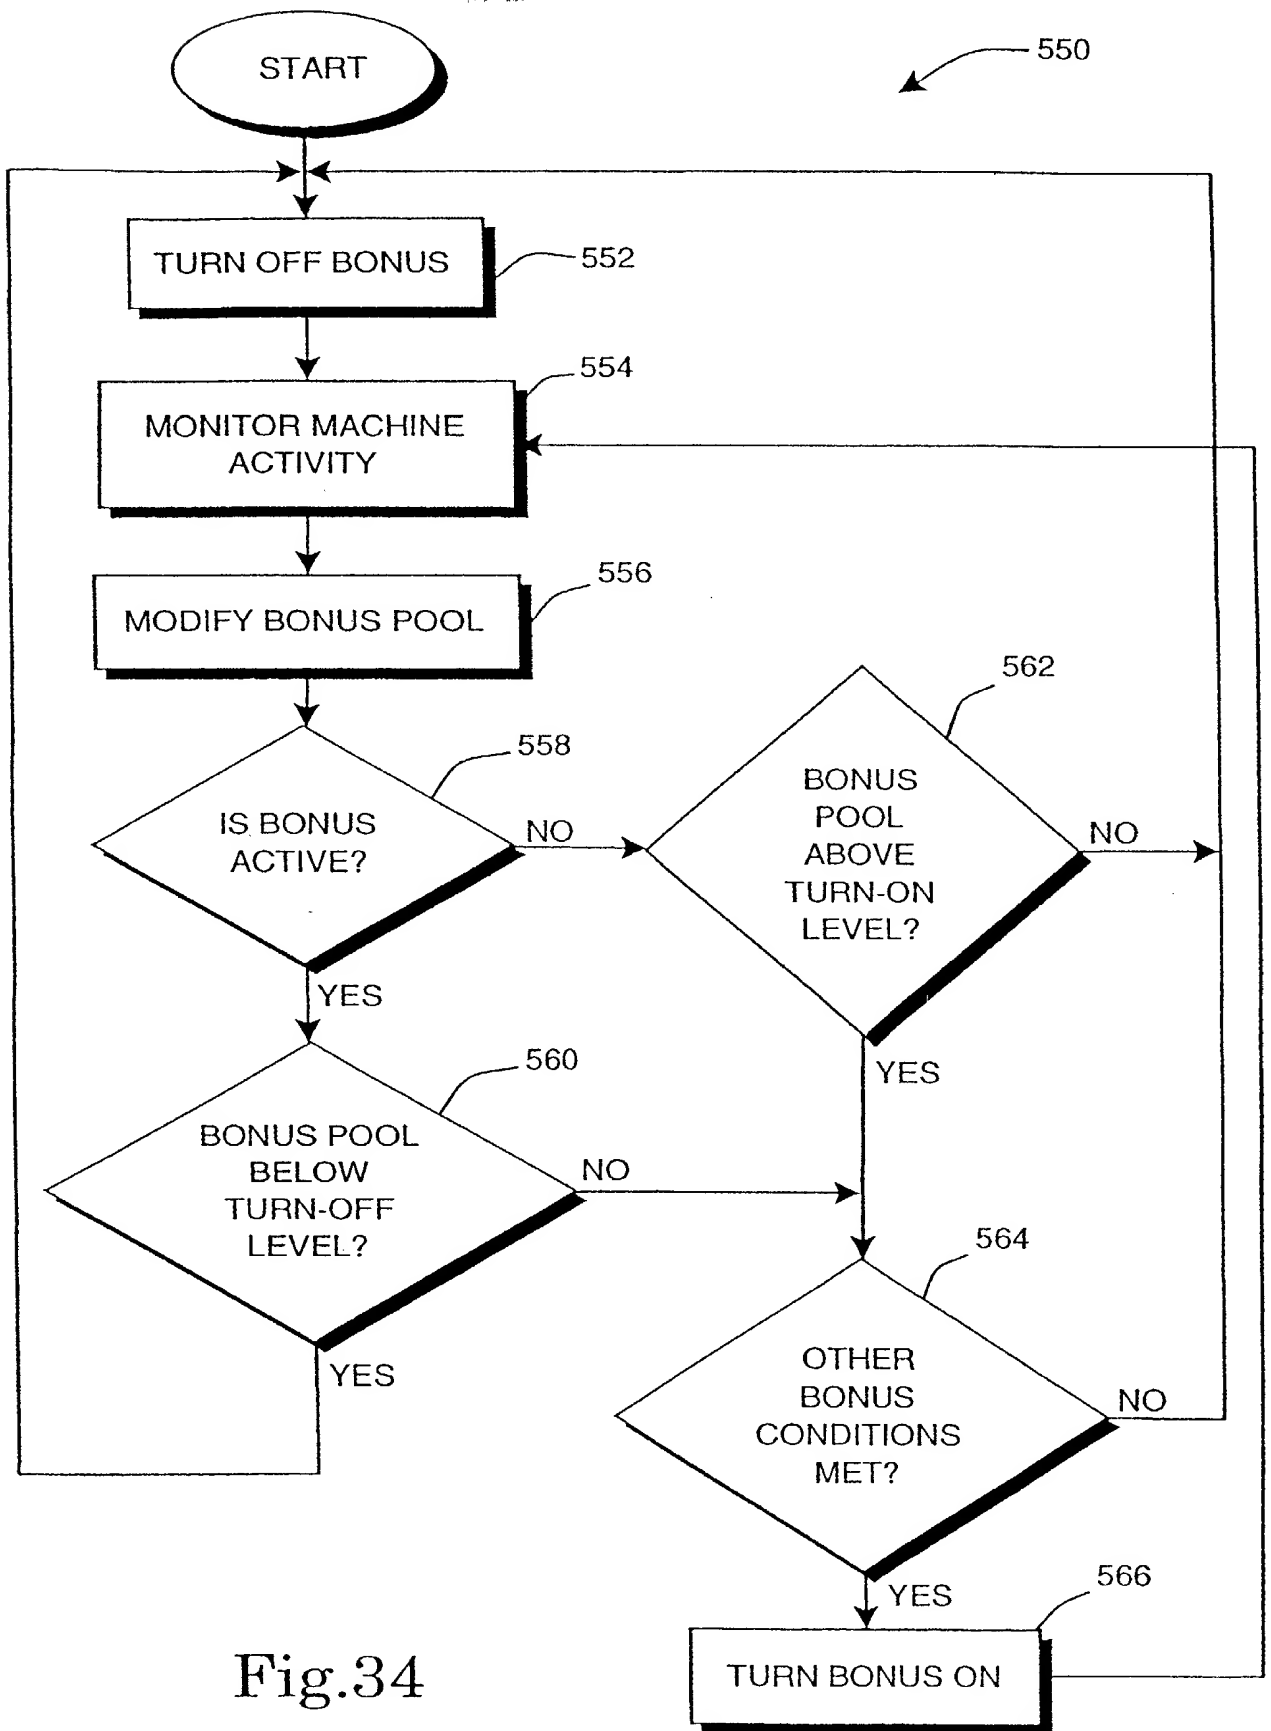 START
550
TURN OFF BONUS
552
554
MONITOR MACHINE
ACTIVITY
556
MODIFY BONUS POOL
558
IS BONUS
ACTIVE?
NO
562
BONUS
POOL
ABOVE
TURN-ON
LEVEL?
NO
YES
YES
560
BONUS POOL
BELOW
TURN-OFF
LEVEL?
NO
YES
564
OTHER
BONUS
CONDITIONS
MET?
NO
YES
566
TURN BONUS ON
Fig.34